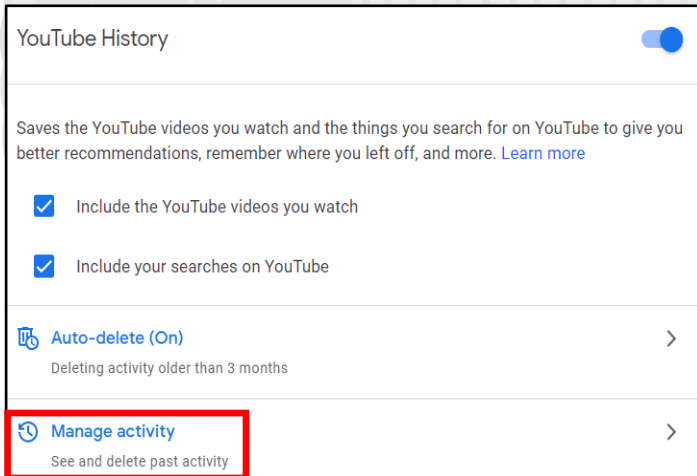 YouTube History
Saves the YouTube videos you watch and the things you search for on YouTube to give you
better recommendations, remember where you left off, and more. Learn more
Include the YouTube videos you watch
Include your searches on YouTube
Auto-delete (On)
Deleting activity older than 3 months
Manage activity
See and delete past activity